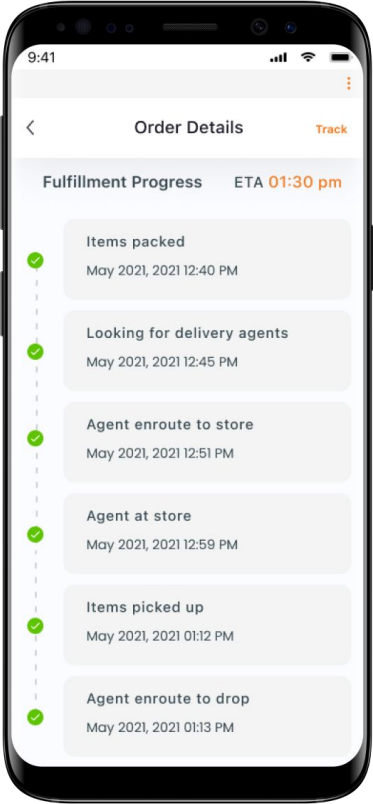 9:41
Order Details
Track
Fulfillment Progress ETA 01:30 pm
Items packed
May 2021, 2021 12:40 PM
Looking for delivery agents
May 2021, 2021 12:45 PM
Agent enroute to store
May 2021, 2021 12:51 PM
Agent at store
May 2021, 2021 12:59 PM
Items picked up
May 2021, 2021 01:12 PM
Agent enroute to drop
May 2021, 2021 01:13 PM